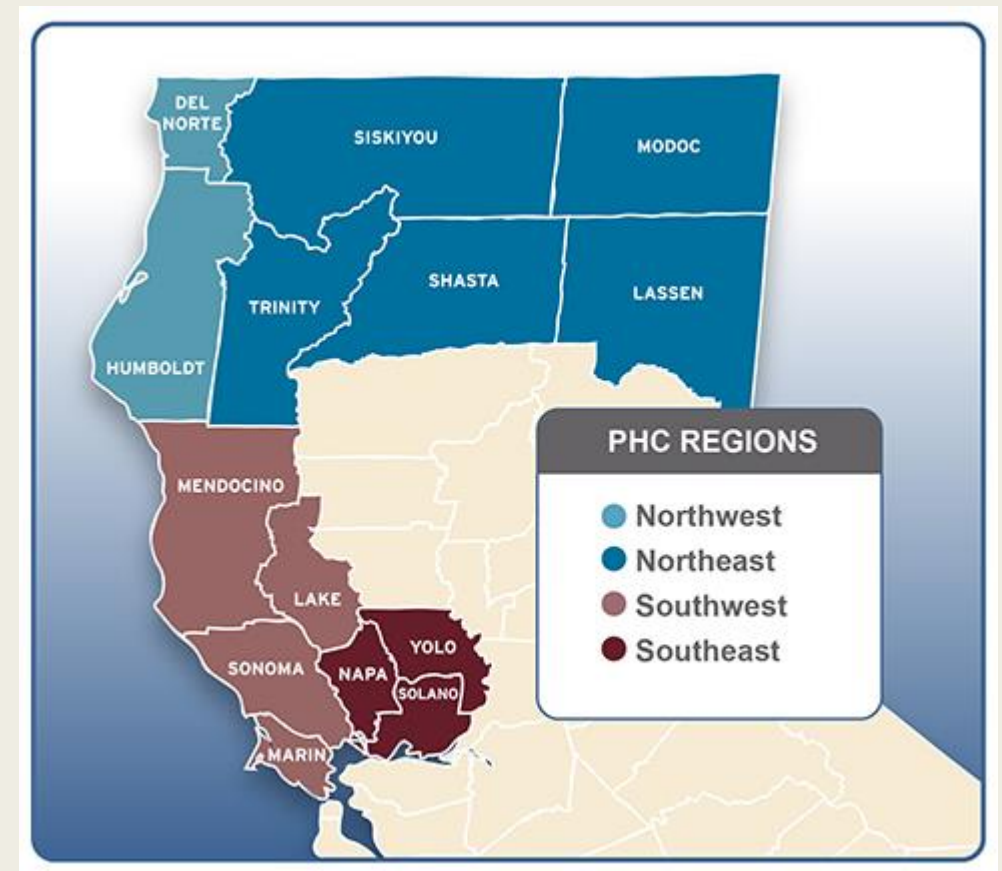 DEL
NORTE
SISKIYOU
MODOC
TRINITY
SHASTA
LASSEN
HUMBOLDT
PHC REGIONS
Northwest
Northeast
Southwest
Southeast
MENDOCINO
LAKE
SONOMA
NAPA
YOLO
SOLANO
MARIN